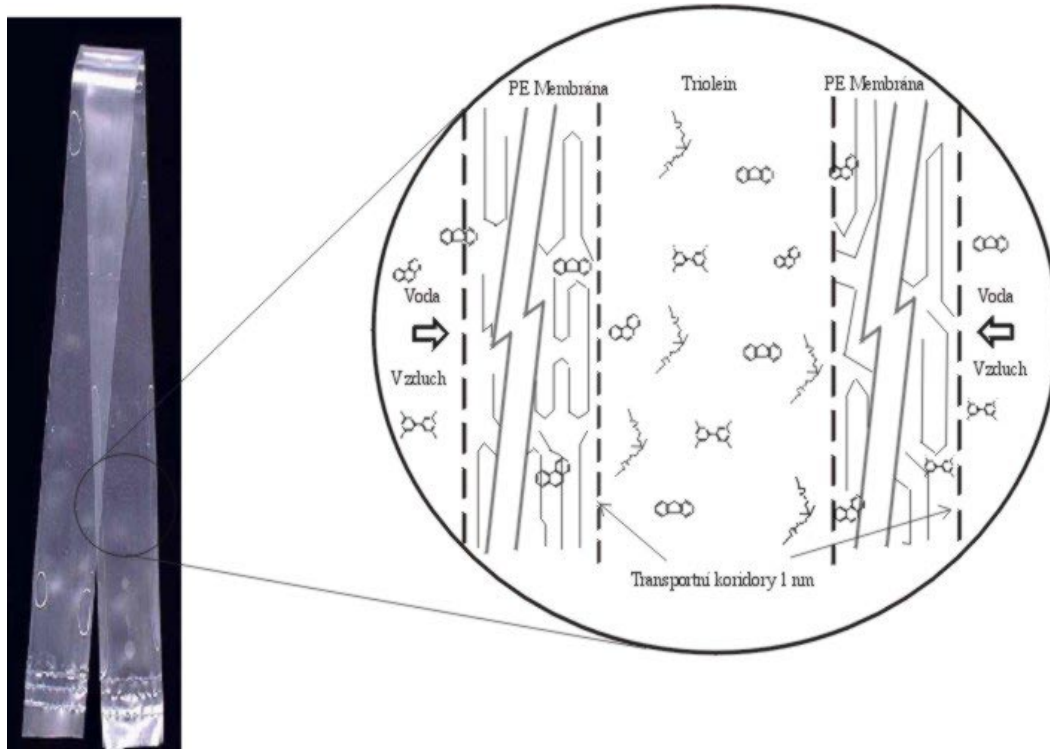 PE Membrána
Triolein
PE Membrána
Voda
Vzduch
Voda
Vzduch
Transportní koridory 1 nm